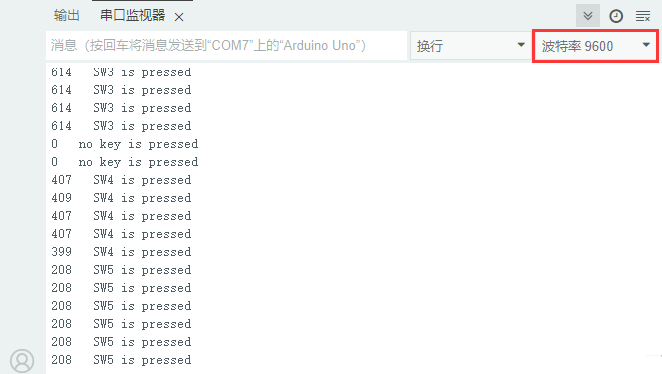 输出 串口监视器
消息（按回车将消息发送到“COM7”上的“Arduino Uno”）
换行
波特率 9600
614 SW3 is pressed
614 SW3 is pressed
614 SW3 is pressed
614 SW3 is pressed
0 no key is pressed
0 no key is pressed
407 SW4 is pressed
409 SW4 is pressed
407 SW4 is pressed
407 SW4 is pressed
399 SW4 is pressed
208 SW5 is pressed
208 SW5 is pressed
208 SW5 is pressed
208 SW5 is pressed
208 SW5 is pressed
208 SW5 is pressed